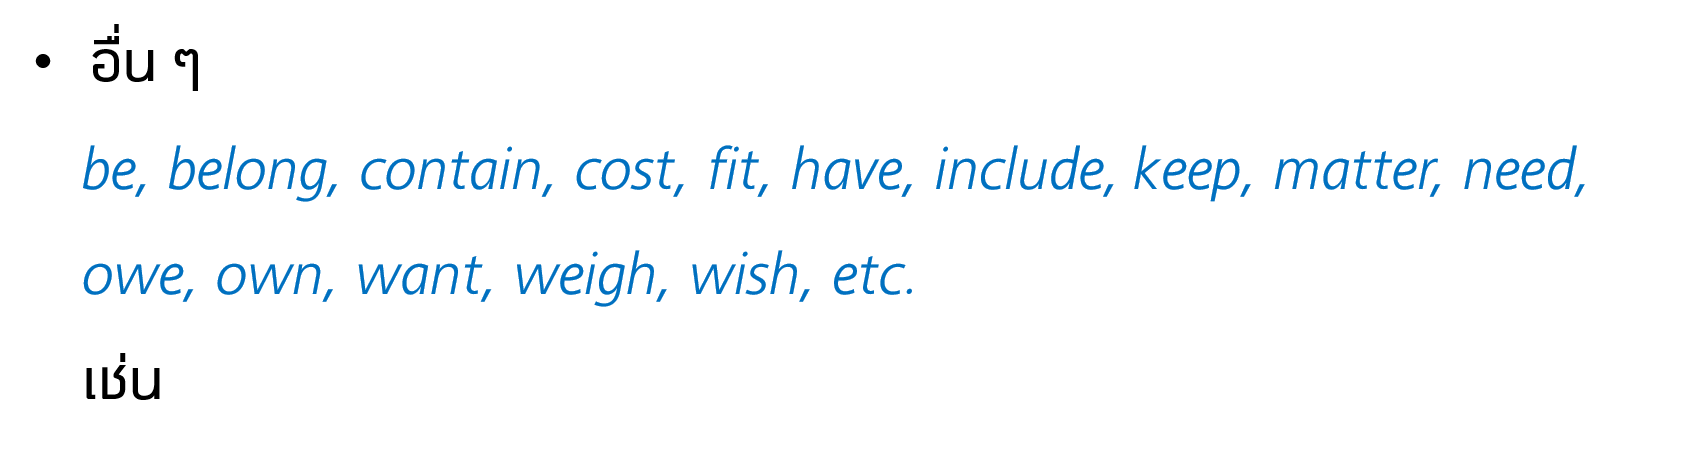 • อื่น ๆ
be, belong, contain, cost, fit, have, include, keep, matter, need,
owe, own, want, weigh, wish, etc.
เช่น